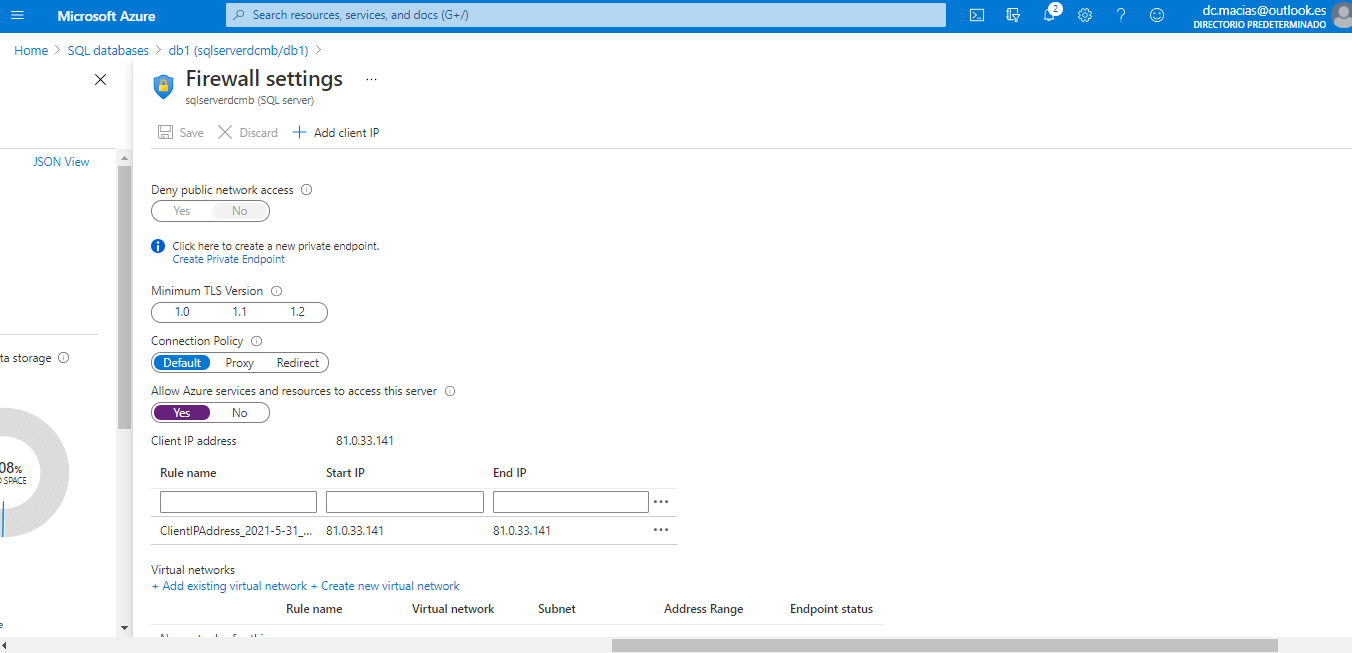 Microsoft Azure
Search resources, services, and docs (G+/)
2
dc.macias@outlook.es
DIRECTORIO PREDETERMINADO
Home > SQL databases > db1 (sqlserverdcmb/db1) >
Firewall settings ...
sqlserverdcmb (SQL server)
Save Discard + Add client IP
JSON View
Deny public network access
Yes No
Click here to create a new private endpoint.
Create Private Endpoint
Minimum TLS Version
1.0 1.1 1.2
Connection Policy
Default Proxy Redirect
ta storage
Allow Azure services and resources to access this server
Yes No
Client IP address 81.0.33.141
Rule name Start IP End IP
08%
SPACE
ClientIPAddress_2021-5-31_... 81.0.33.141 81.0.33.141
Virtual networks
+ Add existing virtual network + Create new virtual network
Rule name Virtual network Subnet Address Range Endpoint status